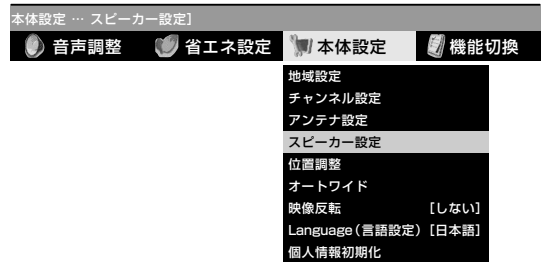 本体設定 … スピーカー設定]
音声調整 省エネ設定 本体設定 機能切換
地域設定
チャンネル設定
アンテナ設定
スピーカー設定
位置調整
オートワイド
映像反転 [しない]
Language(言語設定) [日本語]
個人情報初期化